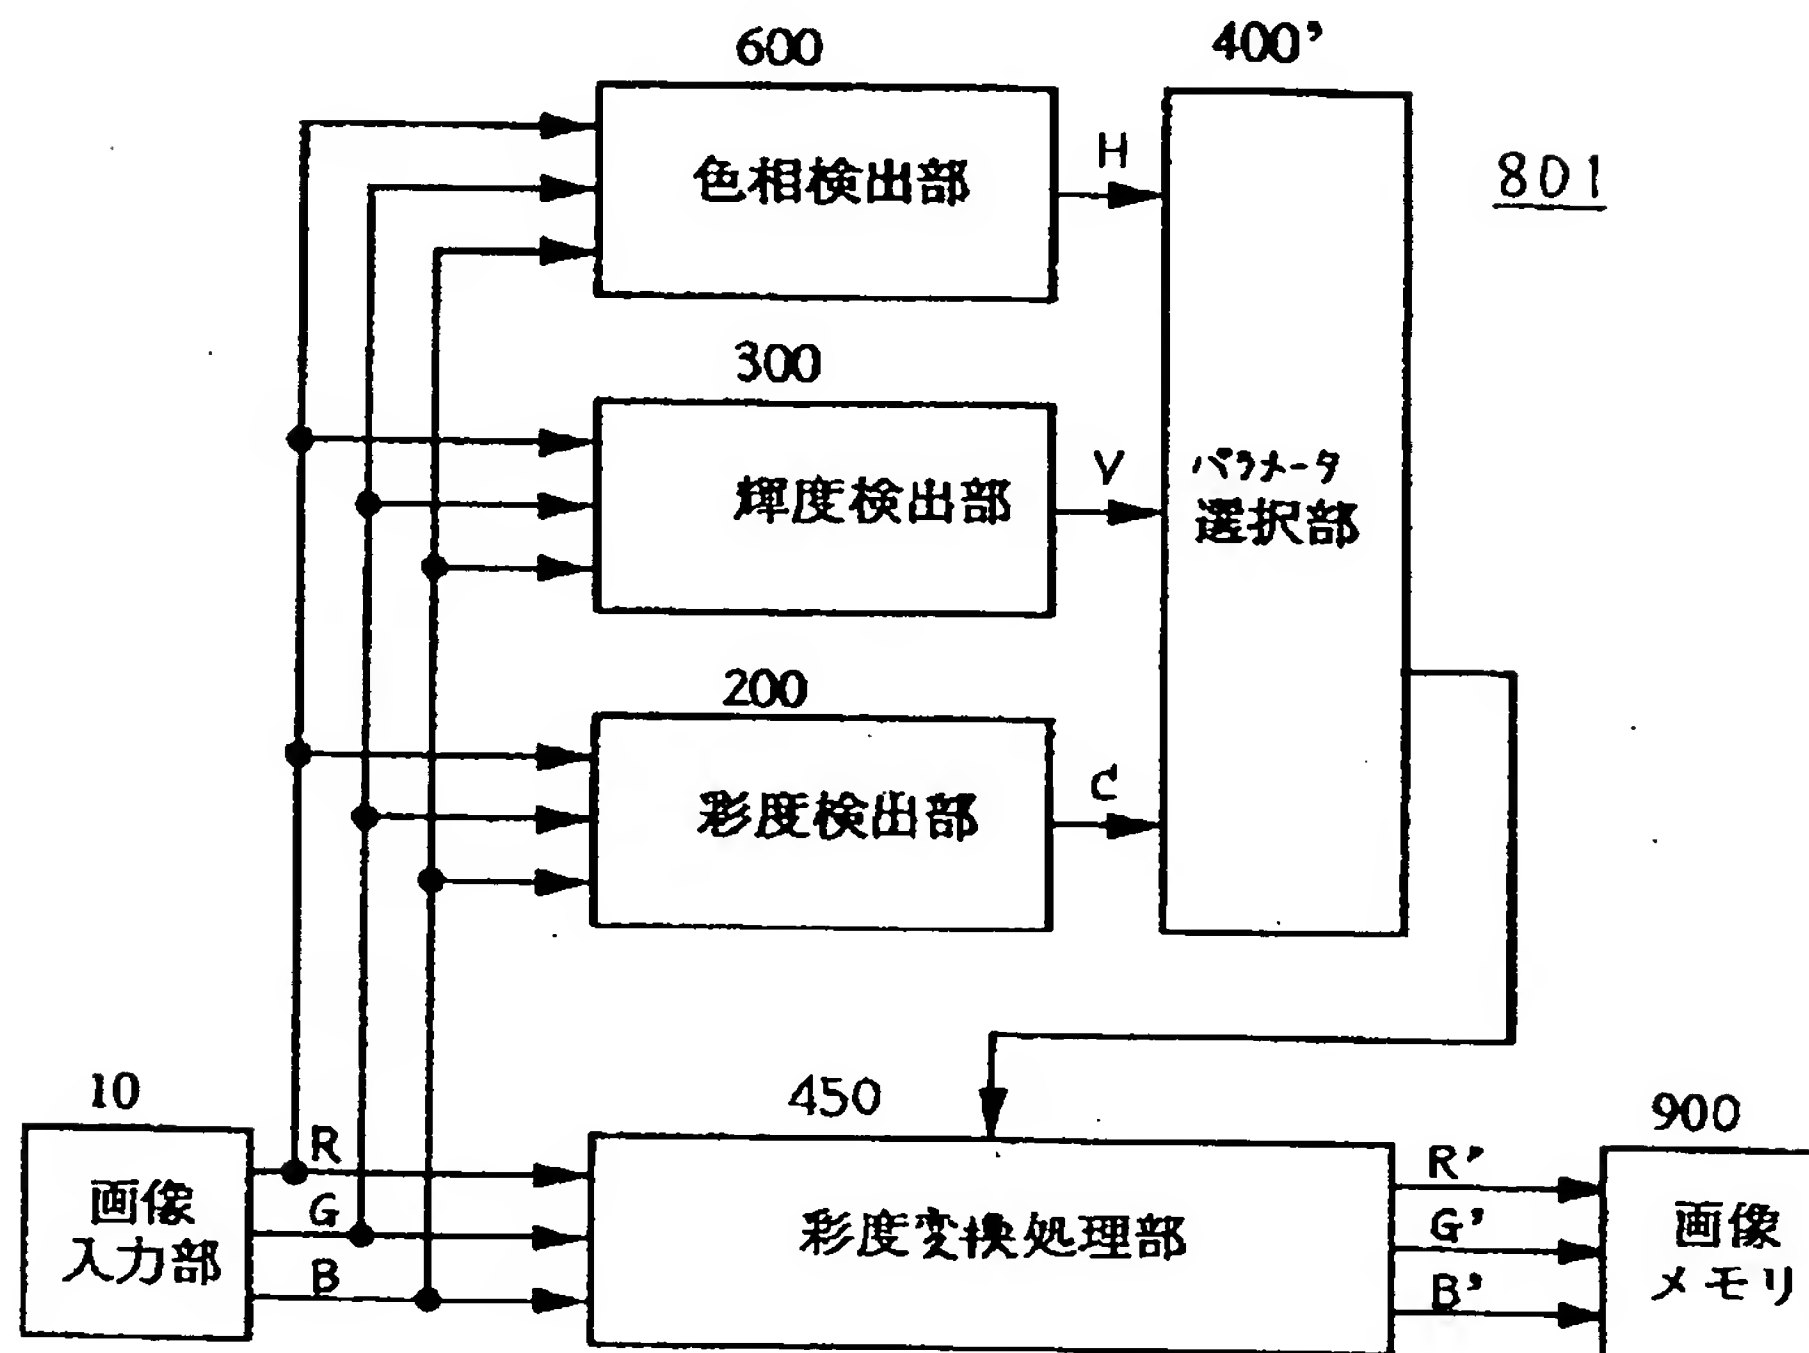 600
400'
色相検出部
H
801
300
輝度検出部
V
パラメータ
選択部
200
彩度検出部
C
10
画像
入力部
R
G
B
450
彩度変換処理部
R'
G'
B'
900
画像
メモリ